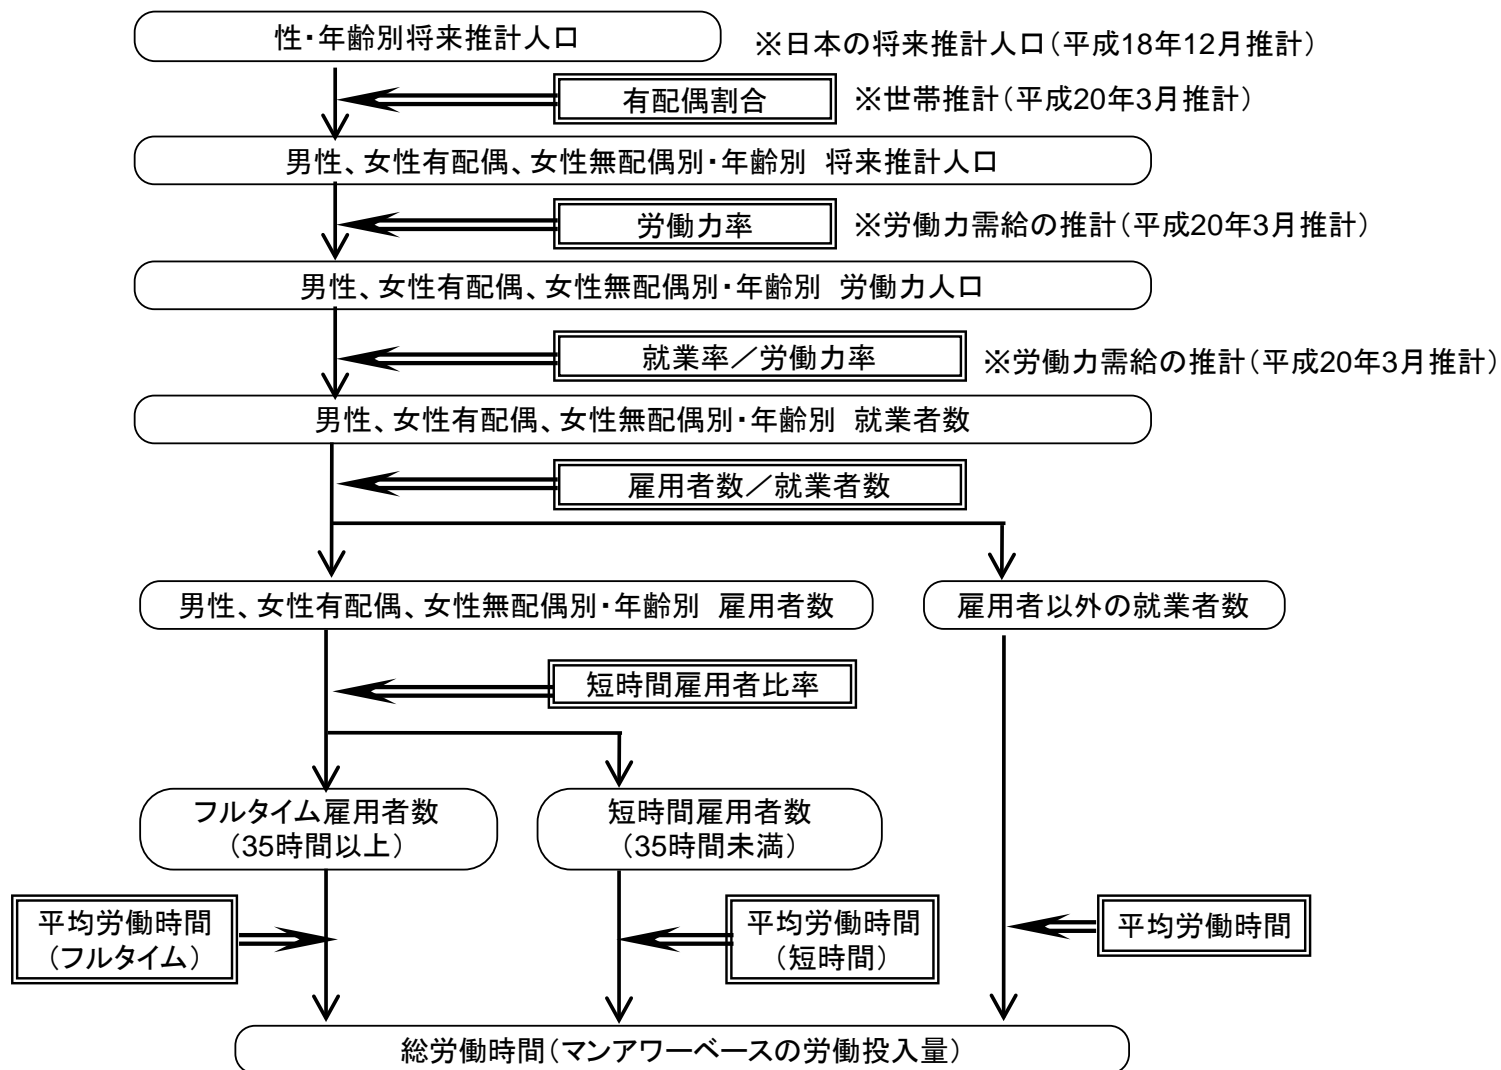 性・年齢別将来推計人口
※日本の将来推計人口（平成18年12月推計）
有配偶割合
※世帯推計（平成20年3月推計）
男性、女性有配偶、女性無配偶別・年齢別 将来推計人口
労働力率
※労働力需給の推計（平成20年3月推計）
男性、女性有配偶、女性無配偶別・年齢別 労働力人口
就業率／労働力率
※労働力需給の推計（平成20年3月推計）
男性、女性有配偶、女性無配偶別・年齢別 就業者数
雇用者数／就業者数
男性、女性有配偶、女性無配偶別・年齢別 雇用者数
雇用者以外の就業者数
短時間雇用者比率
フルタイム雇用者数
（35時間以上）
短時間雇用者数
（35時間未満）
平均労働時間
（フルタイム）
平均労働時間
（短時間）
平均労働時間
総労働時間（マンアワーベースの労働投入量）